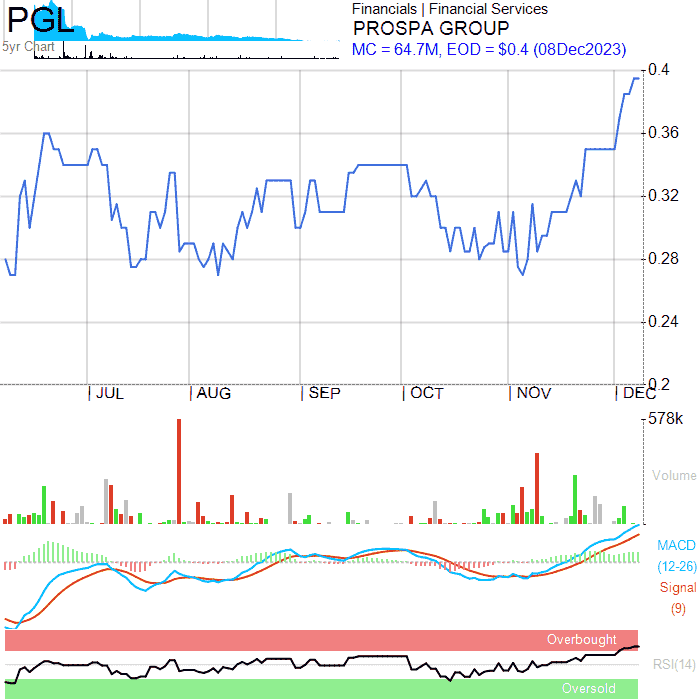 PGL
5yr Chart
Financials | Financial Services
PROSPA GROUP
MC = 64.7M, EOD = $0.4 (08Dec2023)
0.4
0.36
0.32
0.28
0.24
0.2
JUL AUG SEP OCT NOV DEC
578k
Volume
MACD
(12-26)
Signal
(9)
Overbought
RSI(14)
Oversold